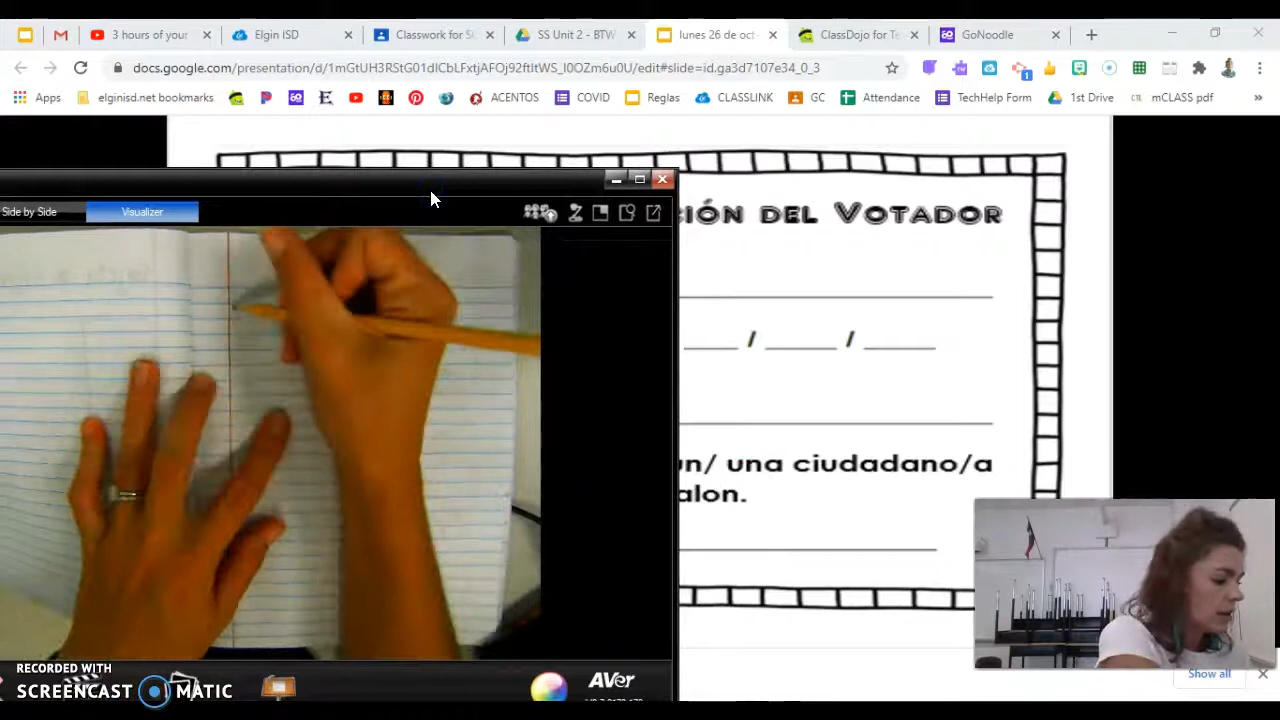 3 hours of your
Elgin ISD
Classwork for S
SS Unit 2 - BTW
lunes 26 de oct
ClassDojo for Te
GoNoodle
docs.google.com/presentation/d/
/edit#slide=id.ga3d7107e34_0_3
Apps
elginisd.net bookmarks
ACENTOS
COVID
Reglas
CLASSLINK
GC
Attendance
TechHelp Form
1st Drive
mCLASS pdf
Side by Side
Visualizer
IÓN DEL VOTADOR
/ /
un/ una ciudadano/a
alon.
RECORDED WITH
SCREENCAST MATIC
AVer
Show all